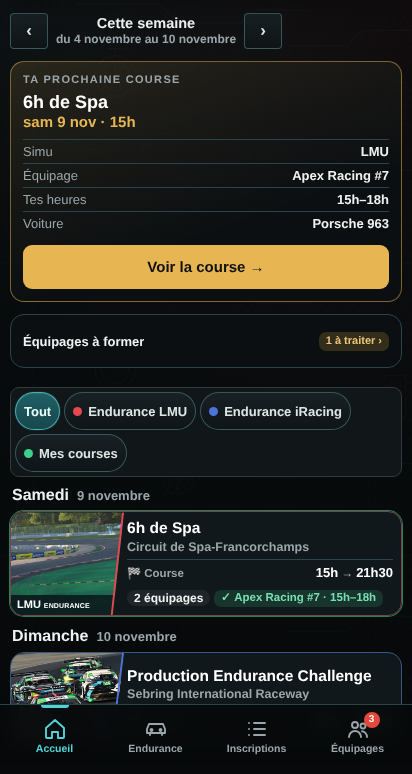 ‹
Cette semaine
du 4 novembre au 10 novembre
›
TA PROCHAINE COURSE
6h de Spa
sam 9 nov · 15h
Simu LMU
Équipage Apex Racing #7
Tes heures 15h–18h
Voiture Porsche 963
Voir la course →
Équipages à former 1 à traiter ›
Tout Endurance LMU Endurance iRacing
Mes courses
Samedi 9 novembre
6h de Spa
Circuit de Spa-Francorchamps
Course 15h → 21h30
2 équipages ✓ Apex Racing #7 · 15h–18h
LMU ENDURANCE
Dimanche 10 novembre
Production Endurance Challenge
Sebring International Raceway
3
Accueil Endurance Inscriptions Équipages